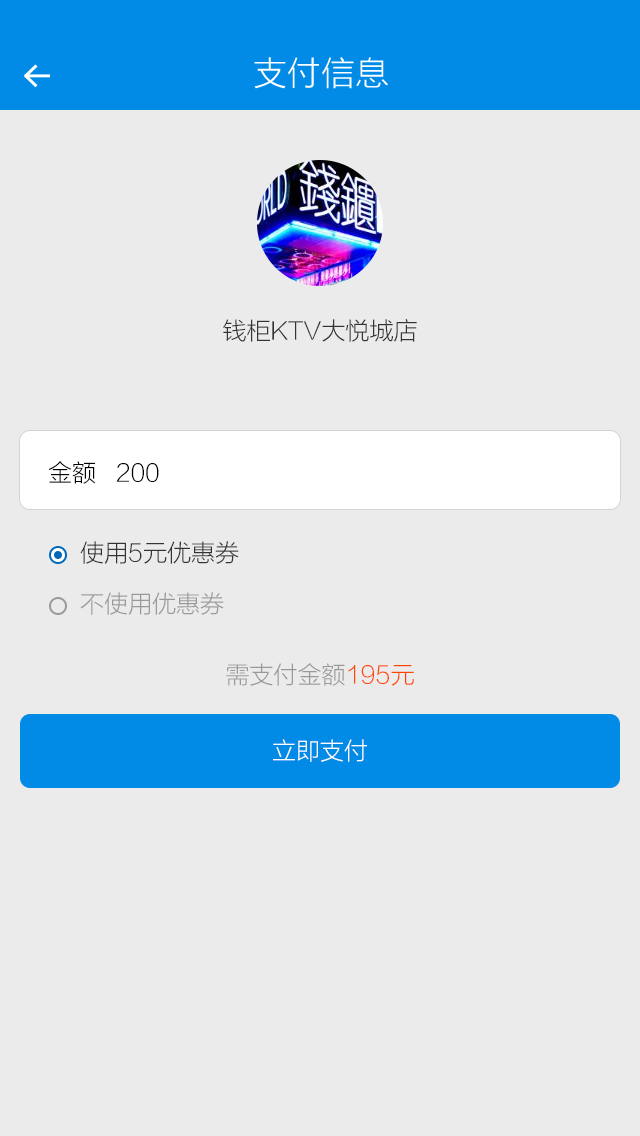 支付信息
ORLD 錢櫃
钱柜KTV大悦城店
金额 200
使用5元优惠券
不使用优惠券
需支付金额195元
立即支付